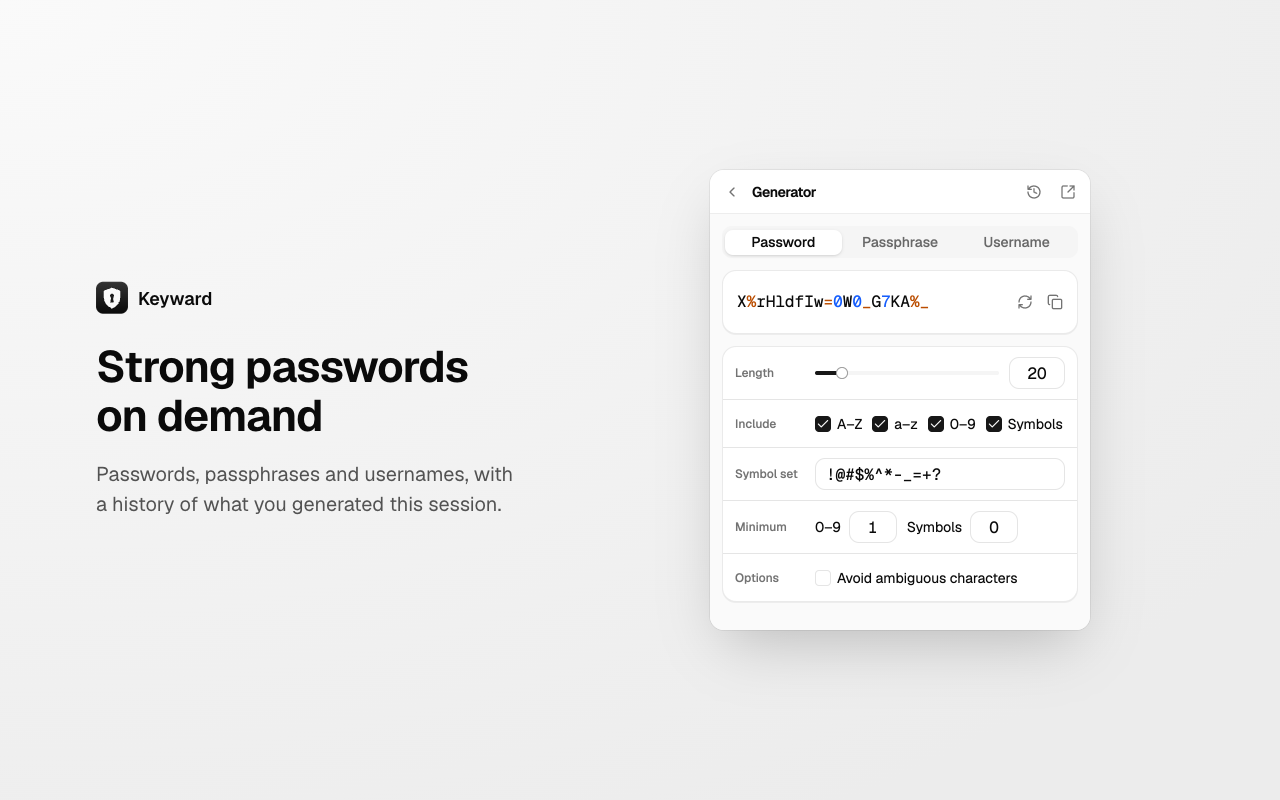 Keyward
Strong passwords
on demand
Passwords, passphrases and usernames, with
a history of what you generated this session.
Generator
Password Passphrase Username
X%rHldfIw=0W0_G7KA%_
Length 20
Include A–Z a–z 0–9 Symbols
Symbol set !@#$%^*-_=+?
Minimum 0–9 1 Symbols 0
Options Avoid ambiguous characters